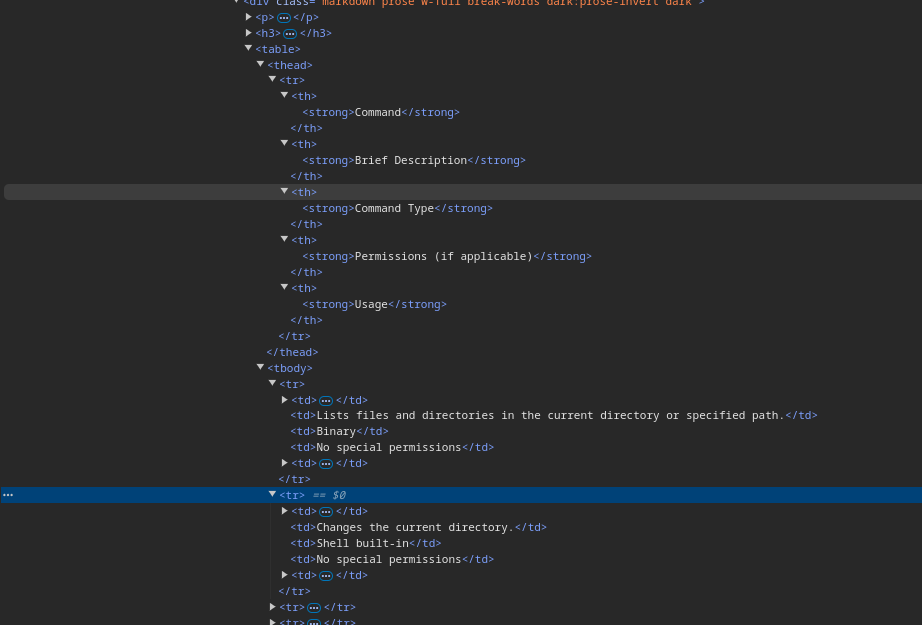 <div class="markdown prose w-full break-words dark:prose-invert dark">
<p>…</p>
<h3>…</h3>
<table>
<thead>
<tr>
<th>
<strong>Command</strong>
</th>
<th>
<strong>Brief Description</strong>
</th>
<th>
<strong>Command Type</strong>
</th>
<th>
<strong>Permissions (if applicable)</strong>
</th>
<th>
<strong>Usage</strong>
</th>
</tr>
</thead>
<tbody>
<tr>
<td>…</td>
<td>Lists files and directories in the current directory or specified path.</td>
<td>Binary</td>
<td>No special permissions</td>
<td>…</td>
</tr>
… <tr> == $0
<td>…</td>
<td>Changes the current directory.</td>
<td>Shell built-in</td>
<td>No special permissions</td>
<td>…</td>
</tr>
<tr>…</tr>
<tr>…</tr>